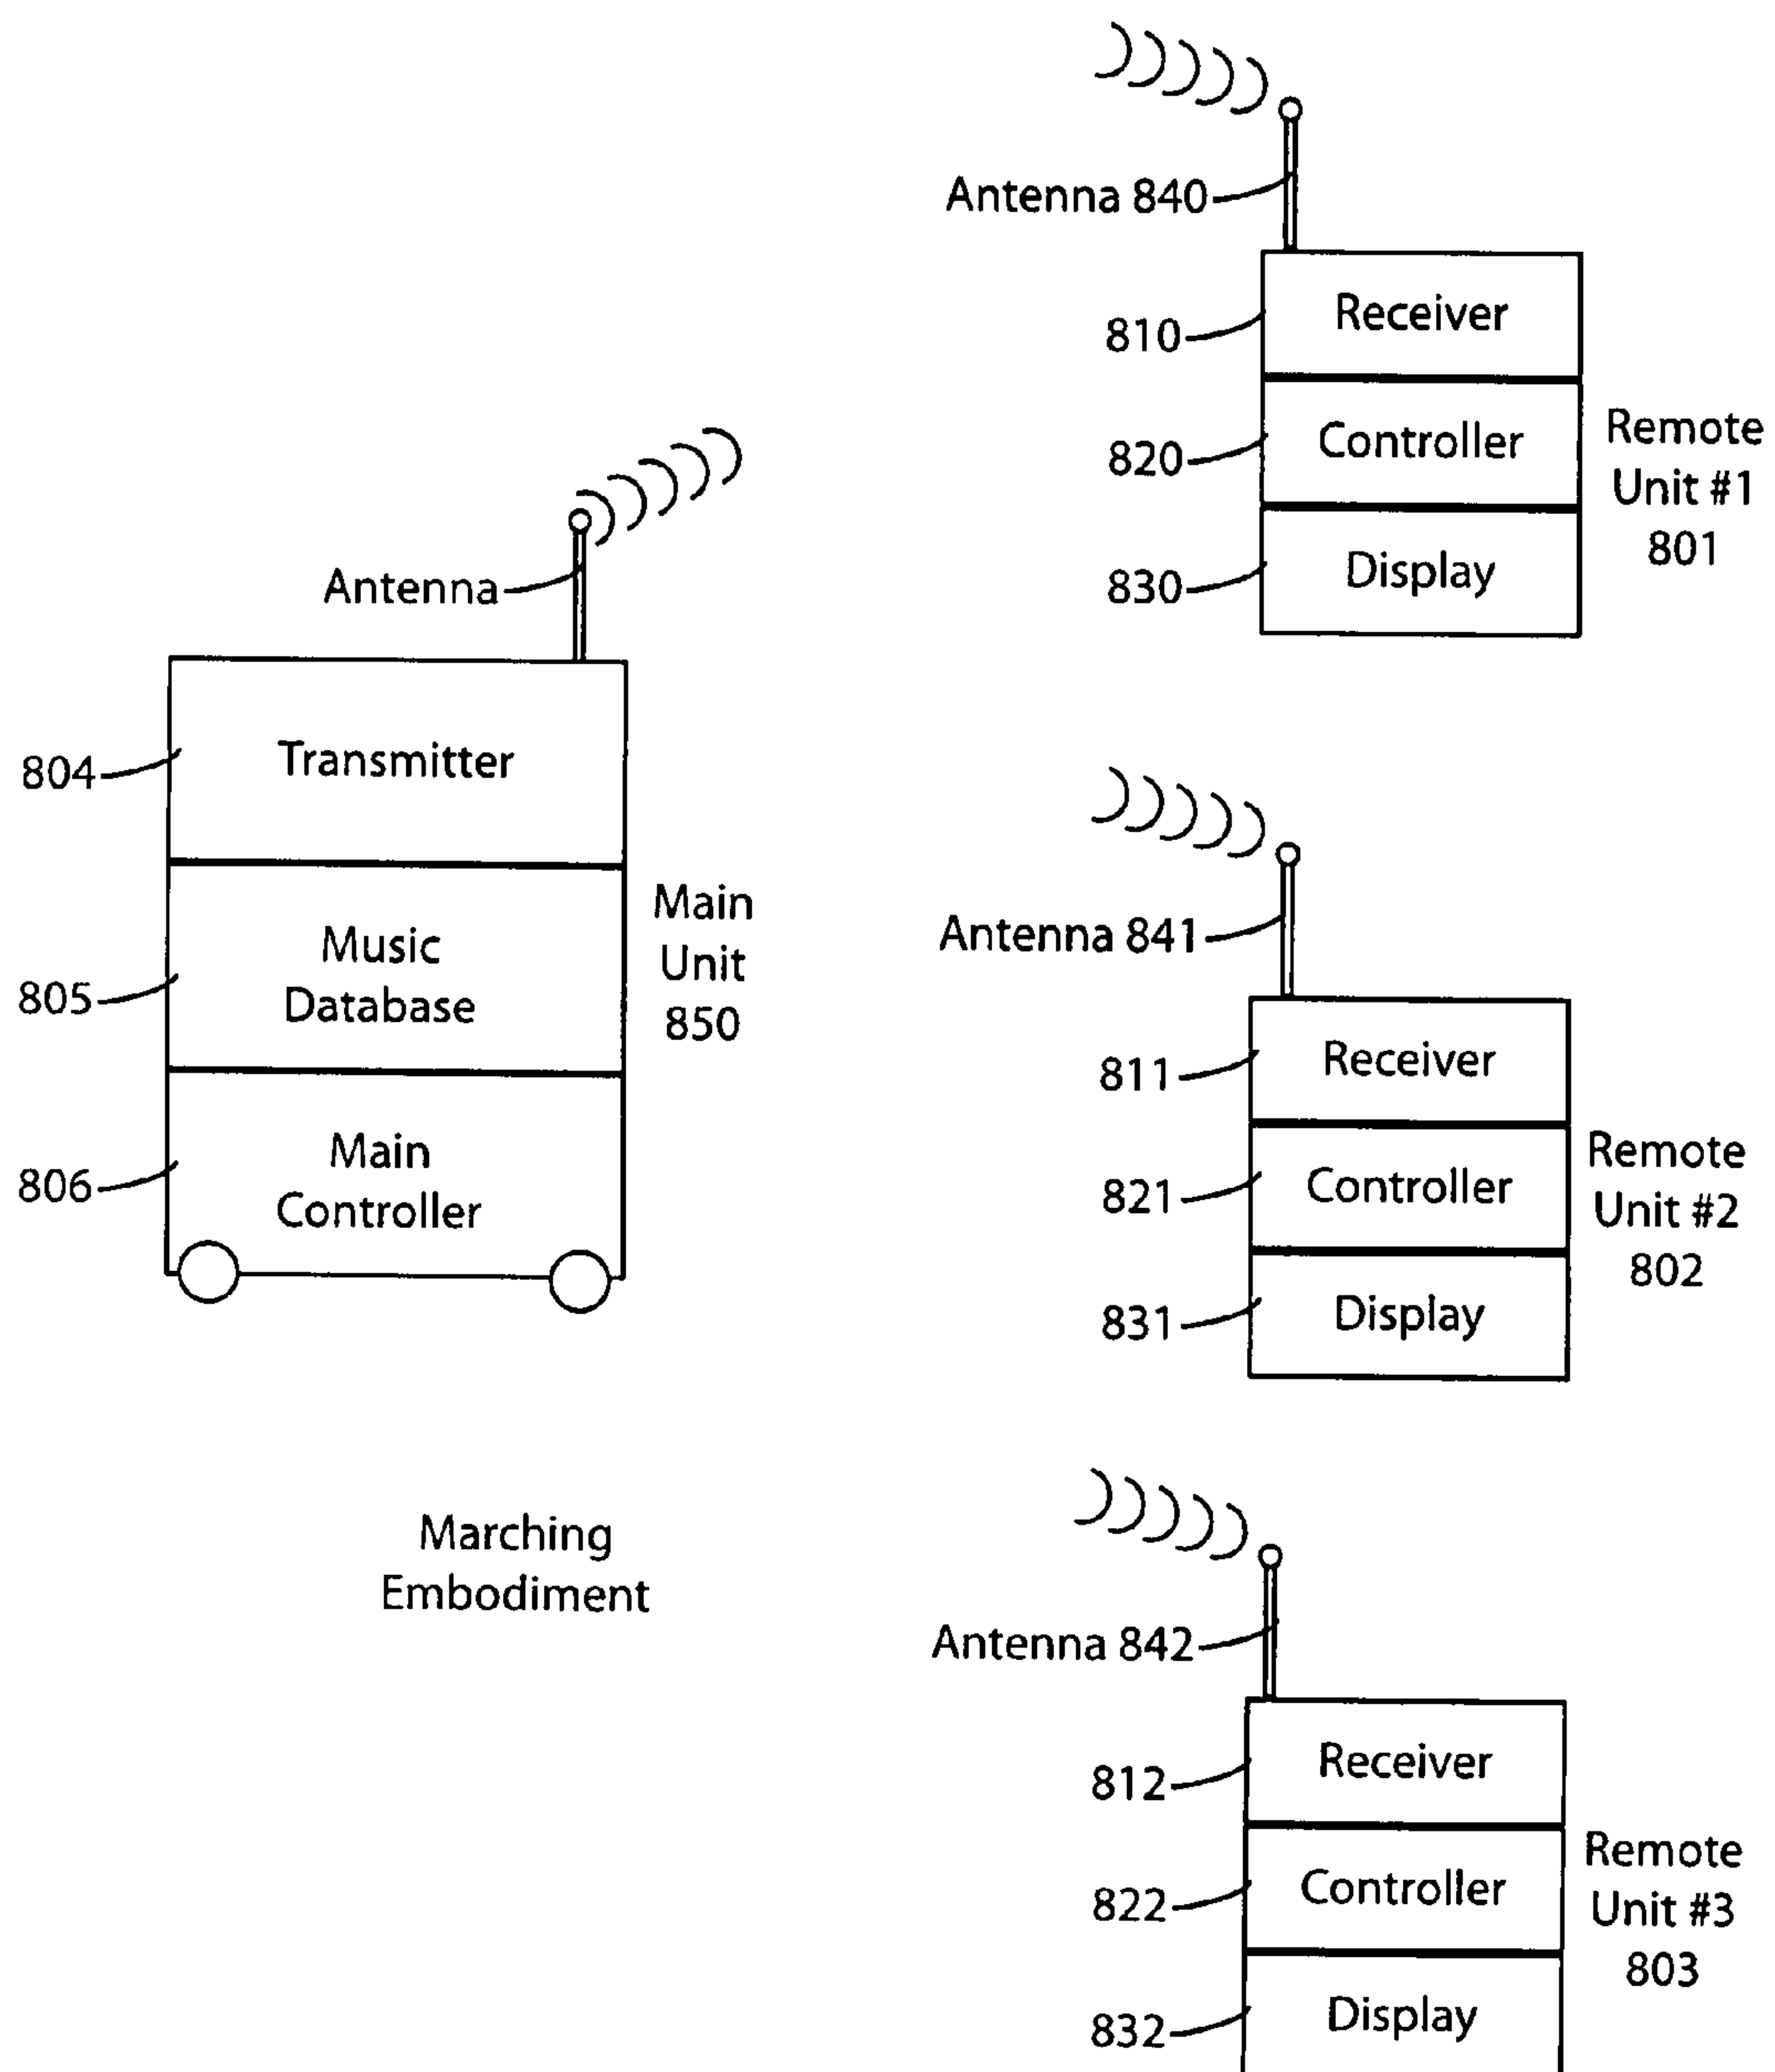 Antenna
804
Transmitter
805
Music
Database
806
Main
Controller
Main
Unit
850
Marching
Embodiment
Antenna 840
810
Receiver
820
Controller
830
Display
Remote
Unit #1
801
Antenna 841
811
Receiver
821
Controller
831
Display
Remote
Unit #2
802
Antenna 842
812
Receiver
822
Controller
832
Display
Remote
Unit #3
803